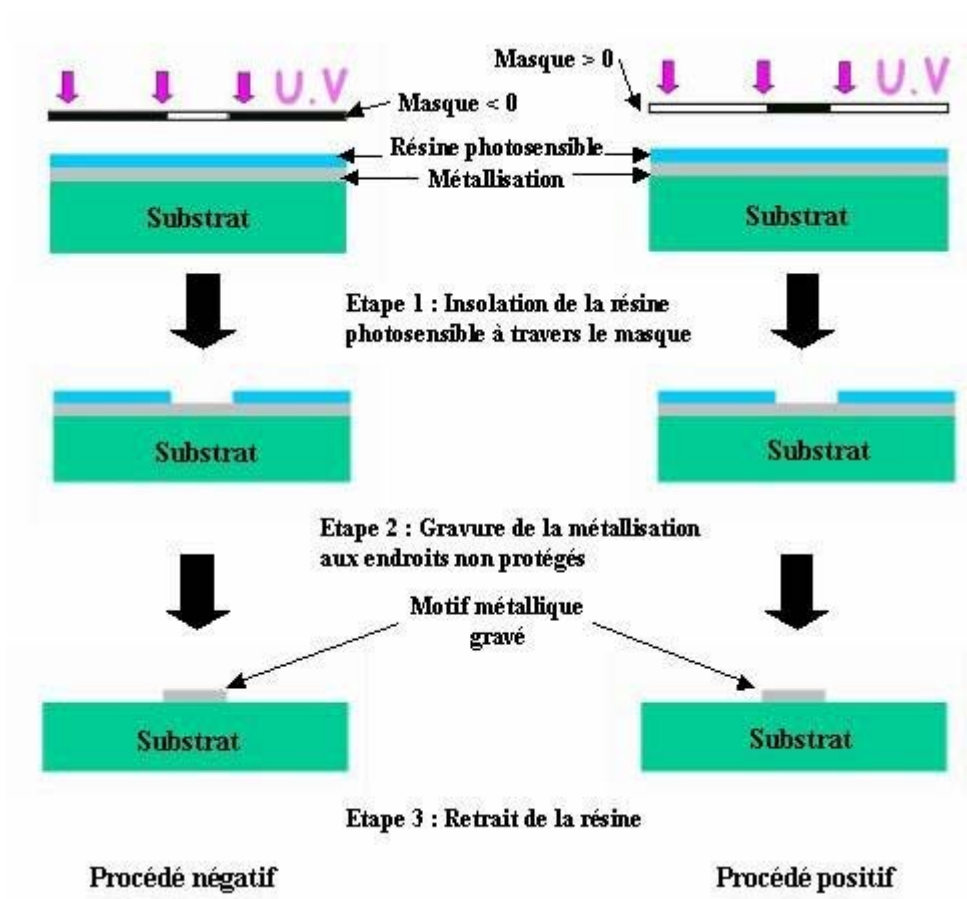 U.V
Masque < 0
Masque > 0
U.V
Résine photosensible
Métallisation
Substrat
Substrat
Etape 1 : Insolation de la résine
photosensible à travers le masque
Substrat
Substrat
Etape 2 : Gravure de la métallisation
aux endroits non protégés
Motif métallique
gravé
Substrat
Substrat
Etape 3 : Retrait de la résine
Procédé négatif
Procédé positif